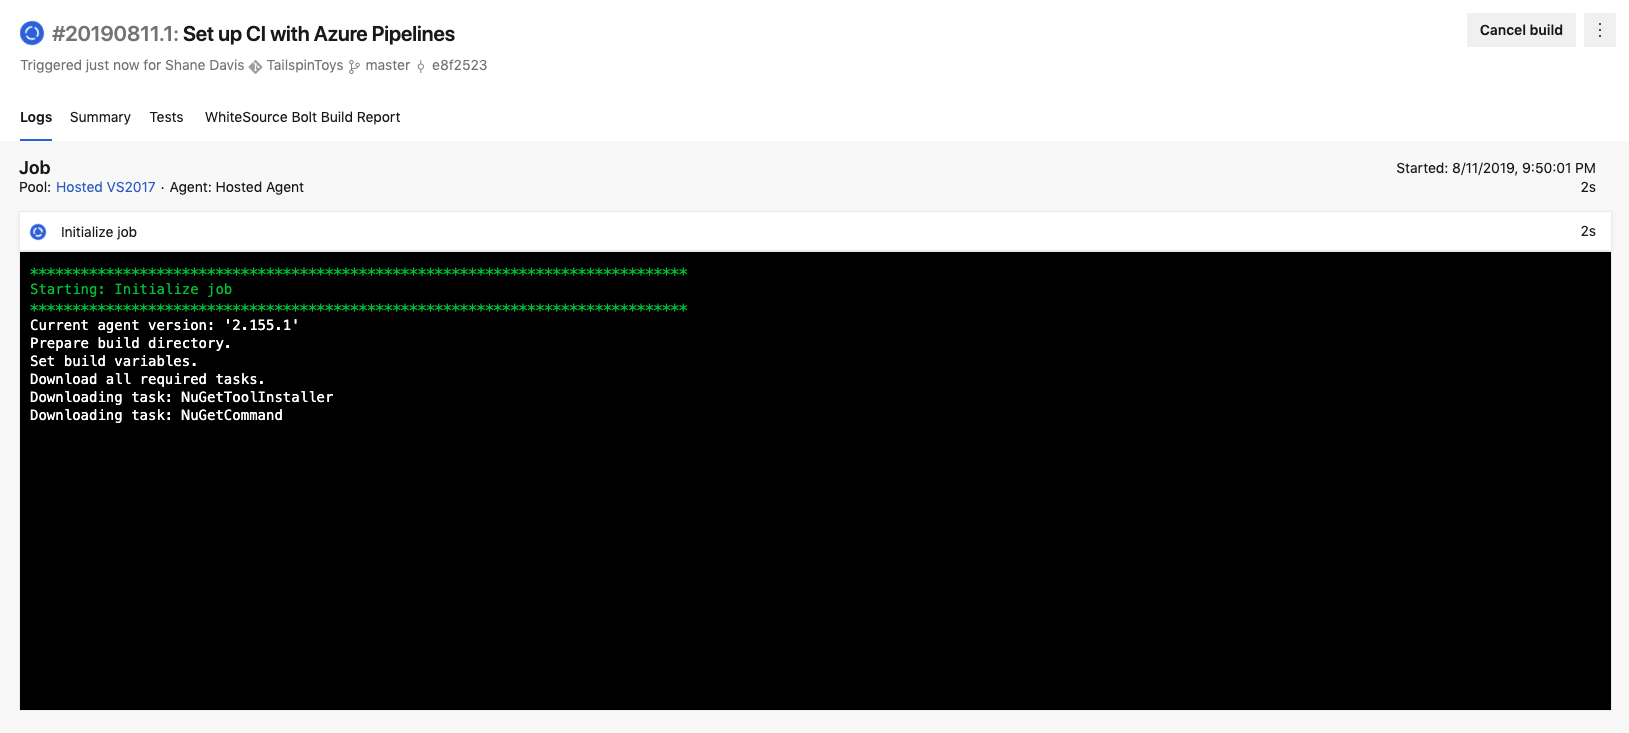 #20190811.1: Set up CI with Azure Pipelines
Cancel build
Triggered just now for Shane Davis TailspinToys master e8f2523
Logs Summary Tests WhiteSource Bolt Build Report
Job
Started: 8/11/2019, 9:50:01 PM
Pool: Hosted VS2017 · Agent: Hosted Agent
2s
Initialize job
2s
******************************************************************************
Starting: Initialize job
******************************************************************************
Current agent version: '2.155.1'
Prepare build directory.
Set build variables.
Download all required tasks.
Downloading task: NuGetToolInstaller
Downloading task: NuGetCommand